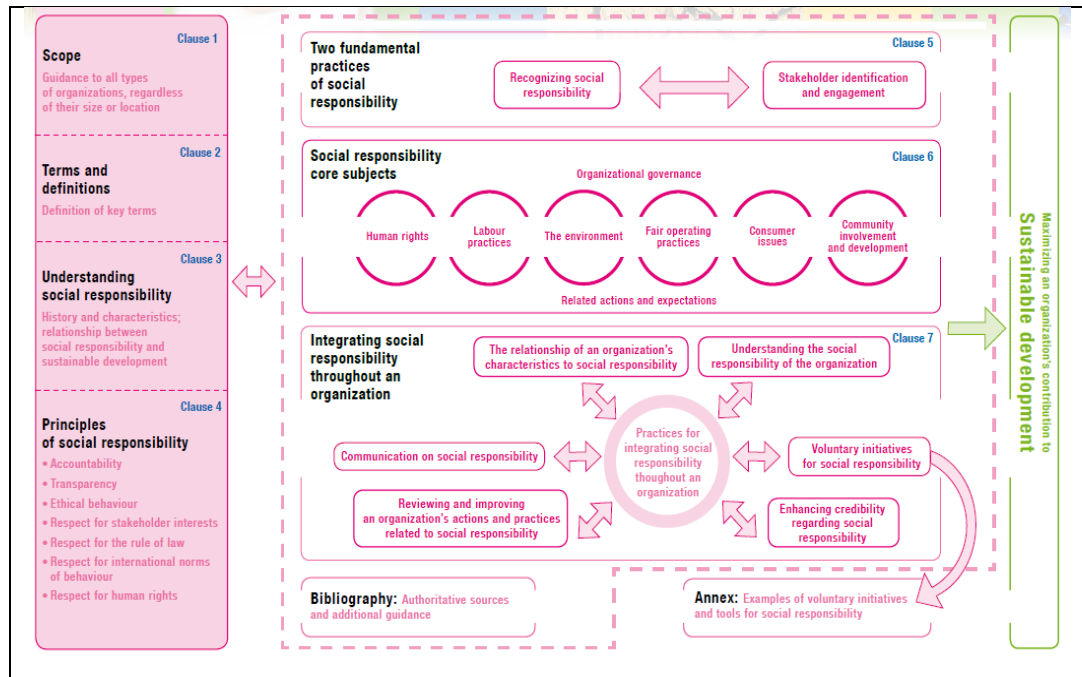 Clause 1
Scope
Guidance to all types
of organizations, regardless
of their size or location
Clause 2
Terms and
definitions
Definition of key terms
Clause 3
Understanding
social responsibility
History and characteristics;
relationship between
social responsibility and
sustainable development
Clause 4
Principles
of social responsibility
• Accountability
• Transparency
• Ethical behaviour
• Respect for stakeholder interests
• Respect for the rule of law
• Respect for international norms
of behaviour
• Respect for human rights
Two fundamental
practices
of social
responsibility
Clause 5
Recognizing social
responsibility
Stakeholder identification
and engagement
Social responsibility
core subjects
Clause 6
Organizational governance
Human rights
Labour
practices
The environment
Fair operating
practices
Consumer
issues
Community
involvement
and development
Related actions and expectations
Integrating social
responsibility
throughout an
organization
Clause 7
The relationship of an organization's
characteristics to social responsibility
Understanding the social
responsibility of the organization
Practices for
integrating social
responsibility
thoughout an
organization
Communication on social responsibility
Voluntary initiatives
for social responsibility
Reviewing and improving
an organization's actions and practices
related to social responsibility
Enhancing credibility
regarding social
responsibility
Bibliography: Authoritative sources
and additional guidance
Annex: Examples of voluntary initiatives
and tools for social responsibility
Maximizing an organization's contribution to
Sustainable development